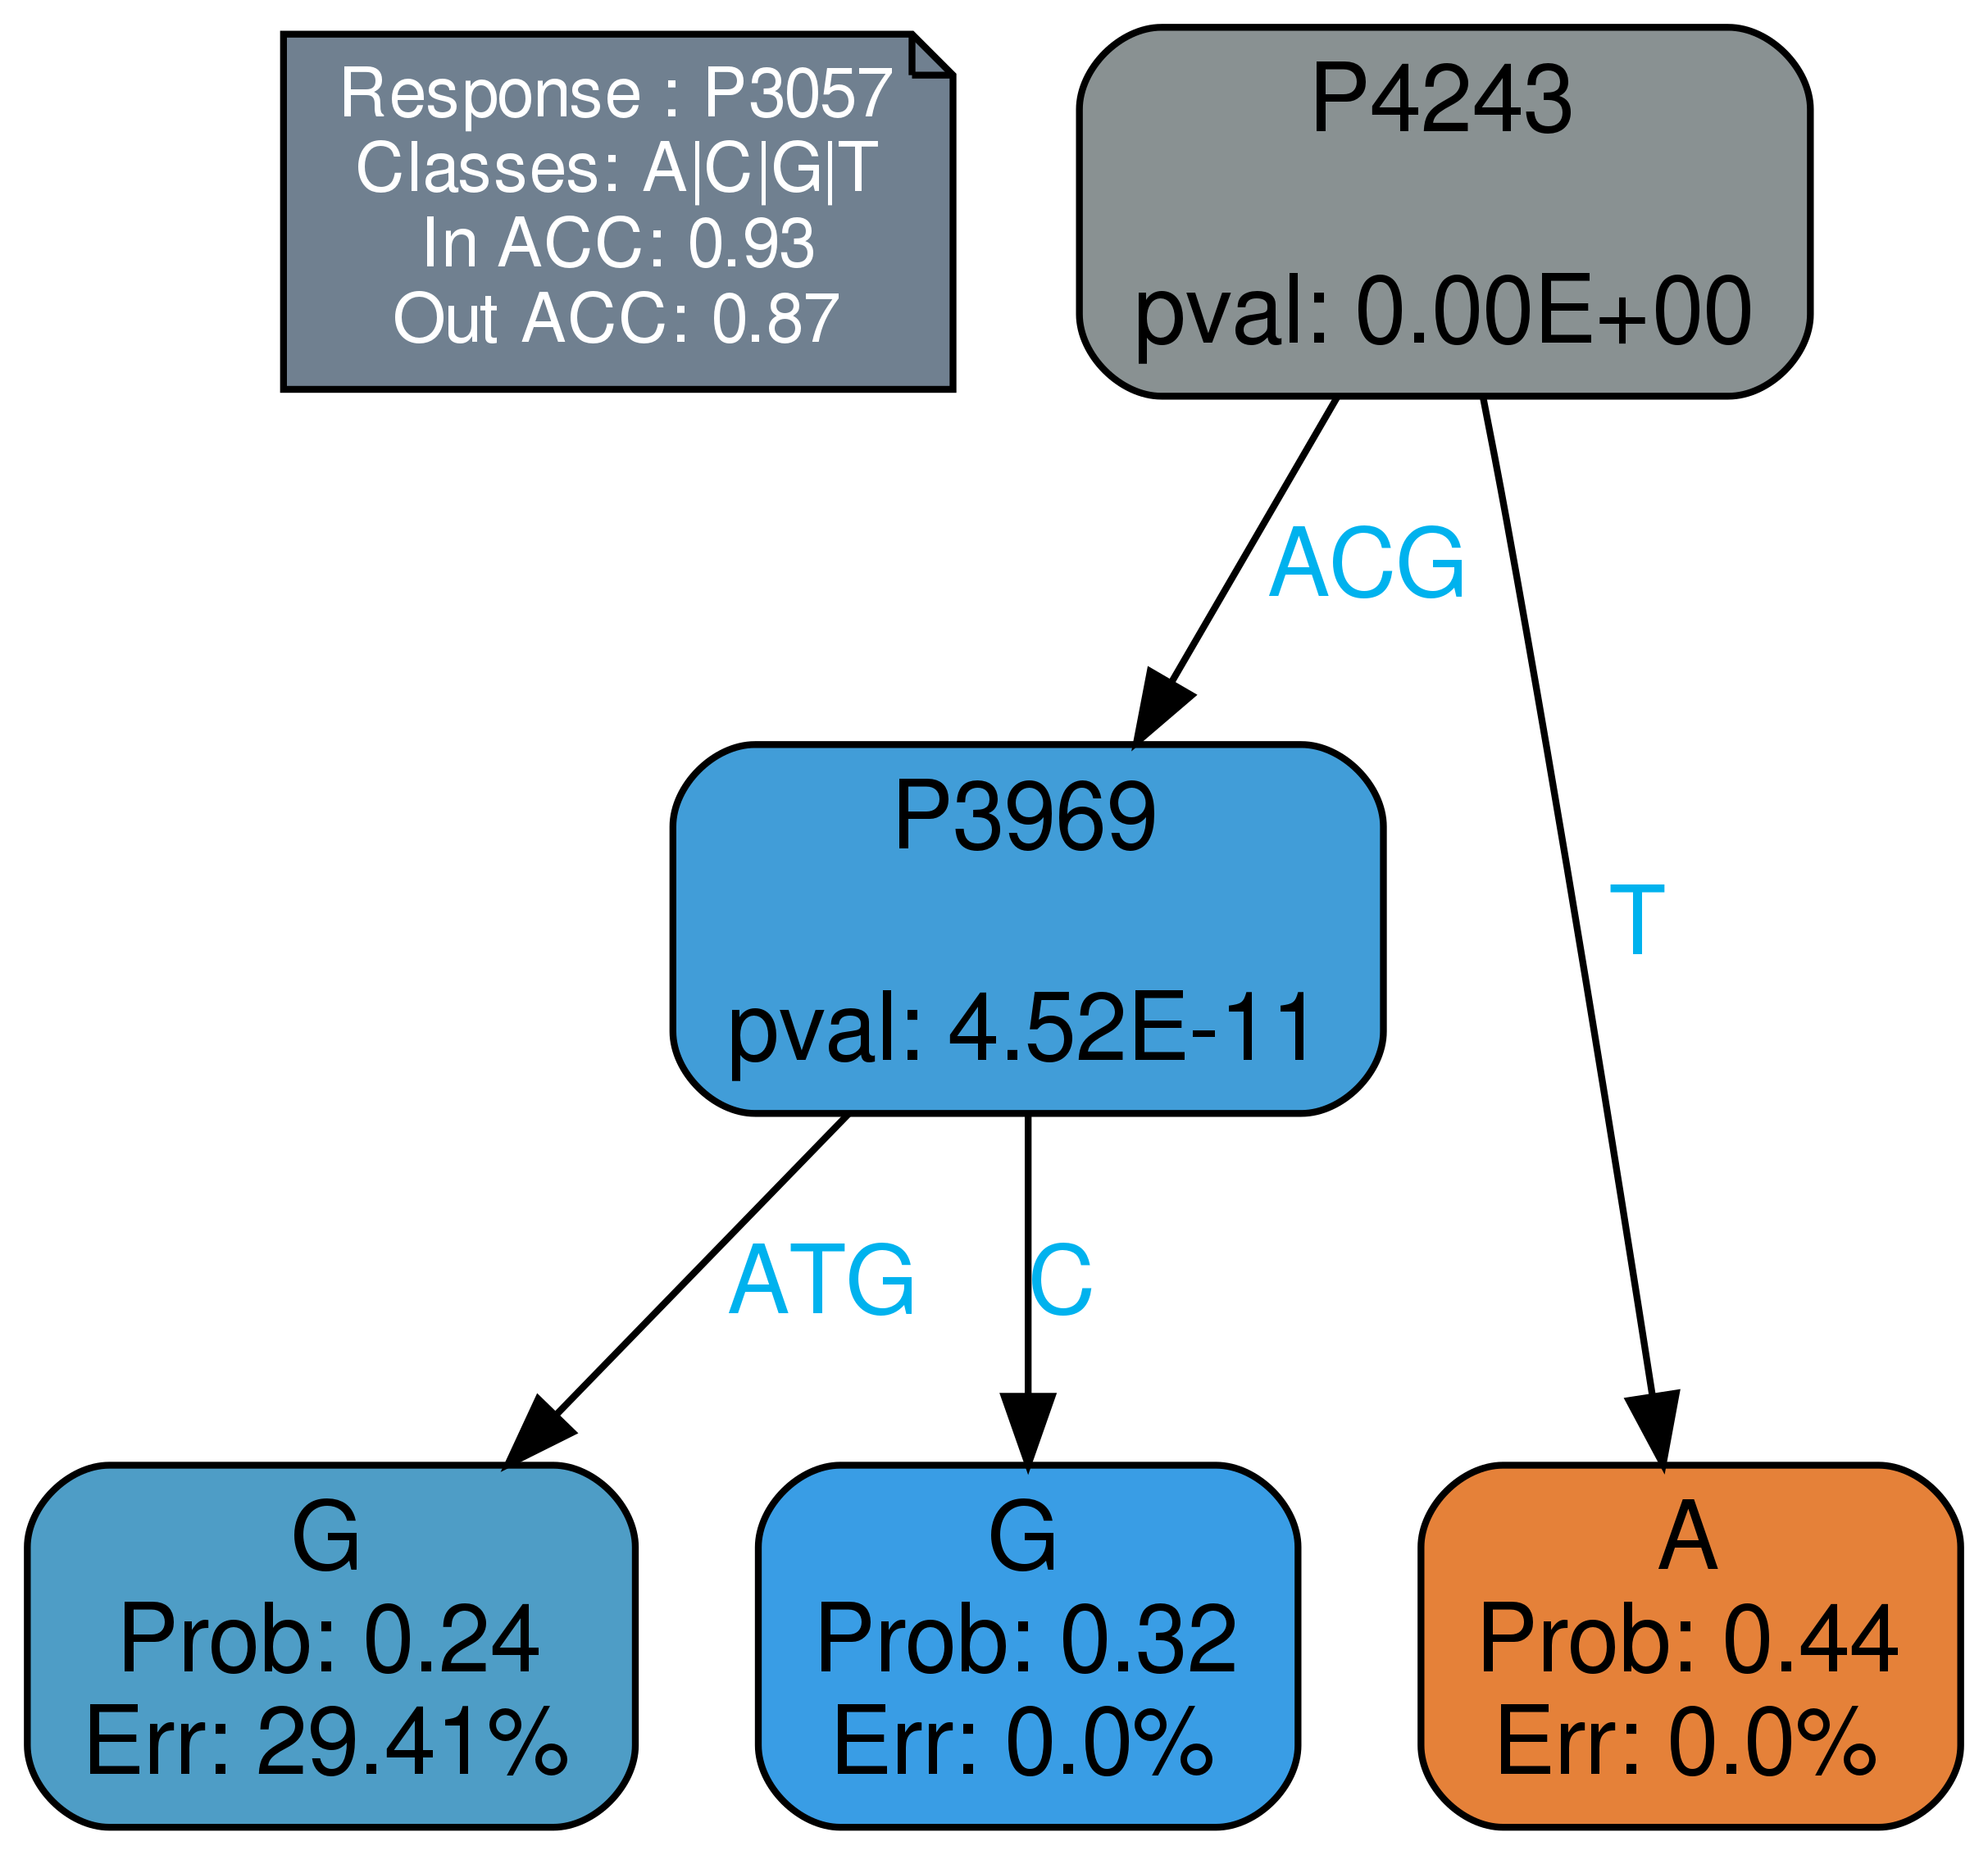 Response : P3057
Classes: A|C|G|T
In ACC: 0.93
Out ACC: 0.87
P4243
pval: 0.00E+00
ACG
T
P3969
pval: 4.52E-11
ATG
C
G
Prob: 0.24
Err: 29.41%
G
Prob: 0.32
Err: 0.0%
A
Prob: 0.44
Err: 0.0%